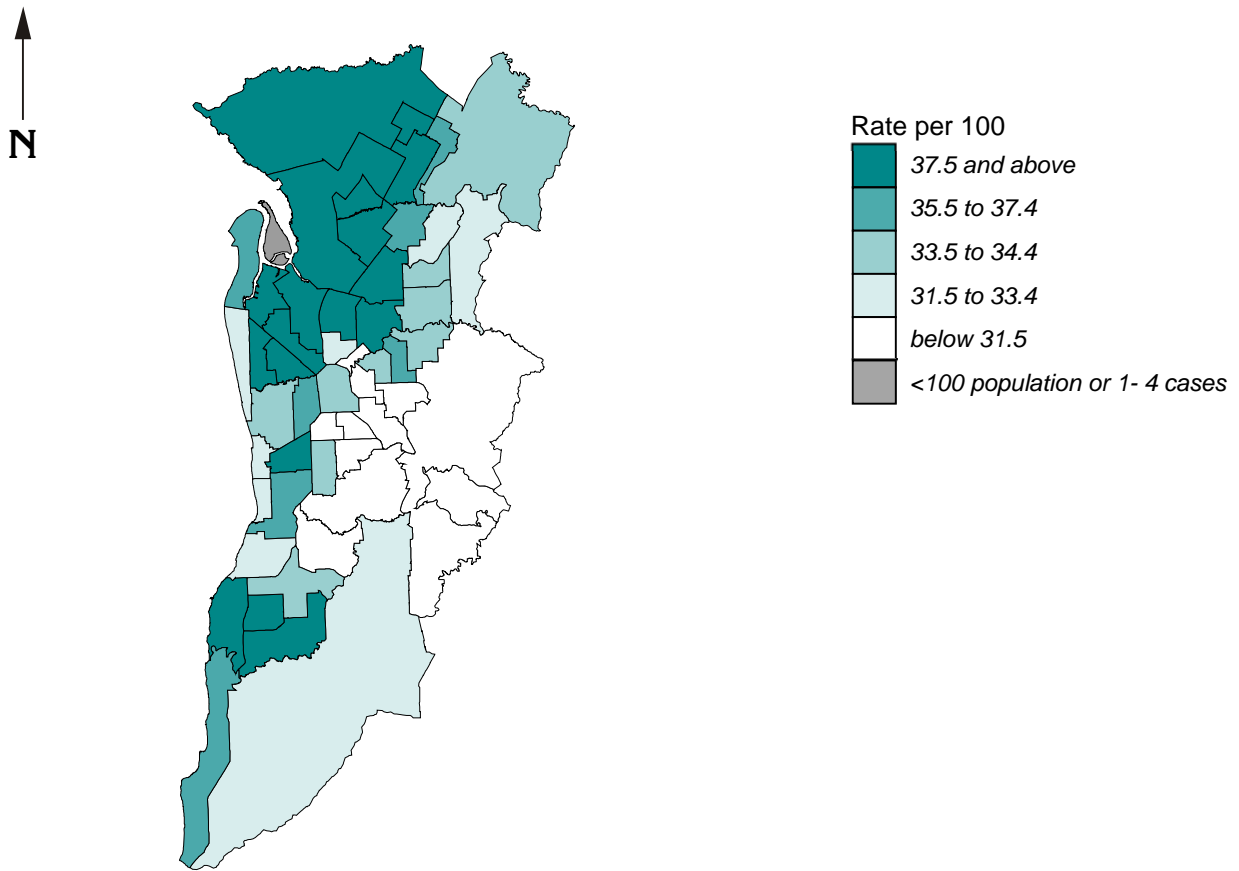 N
Rate per 100
37.5 and above
35.5 to 37.4
33.5 to 34.4
31.5 to 33.4
below 31.5
<100 population or 1- 4 cases